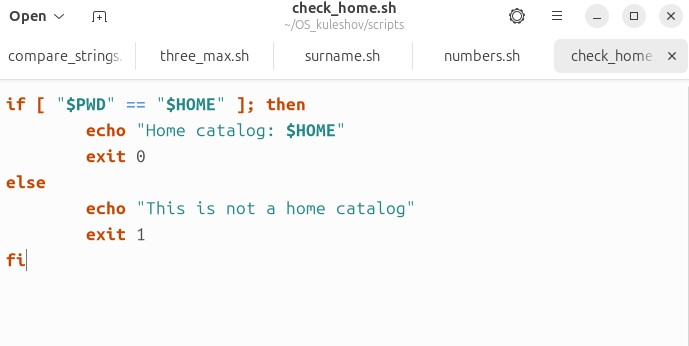 Open
check_home.sh
~/OS_kuleshov/scripts
compare_strings. three_max.sh surname.sh numbers.sh check_home
if [ "$PWD" == "$HOME" ]; then
        echo "Home catalog: $HOME"
        exit 0
else
        echo "This is not a home catalog"
        exit 1
fi